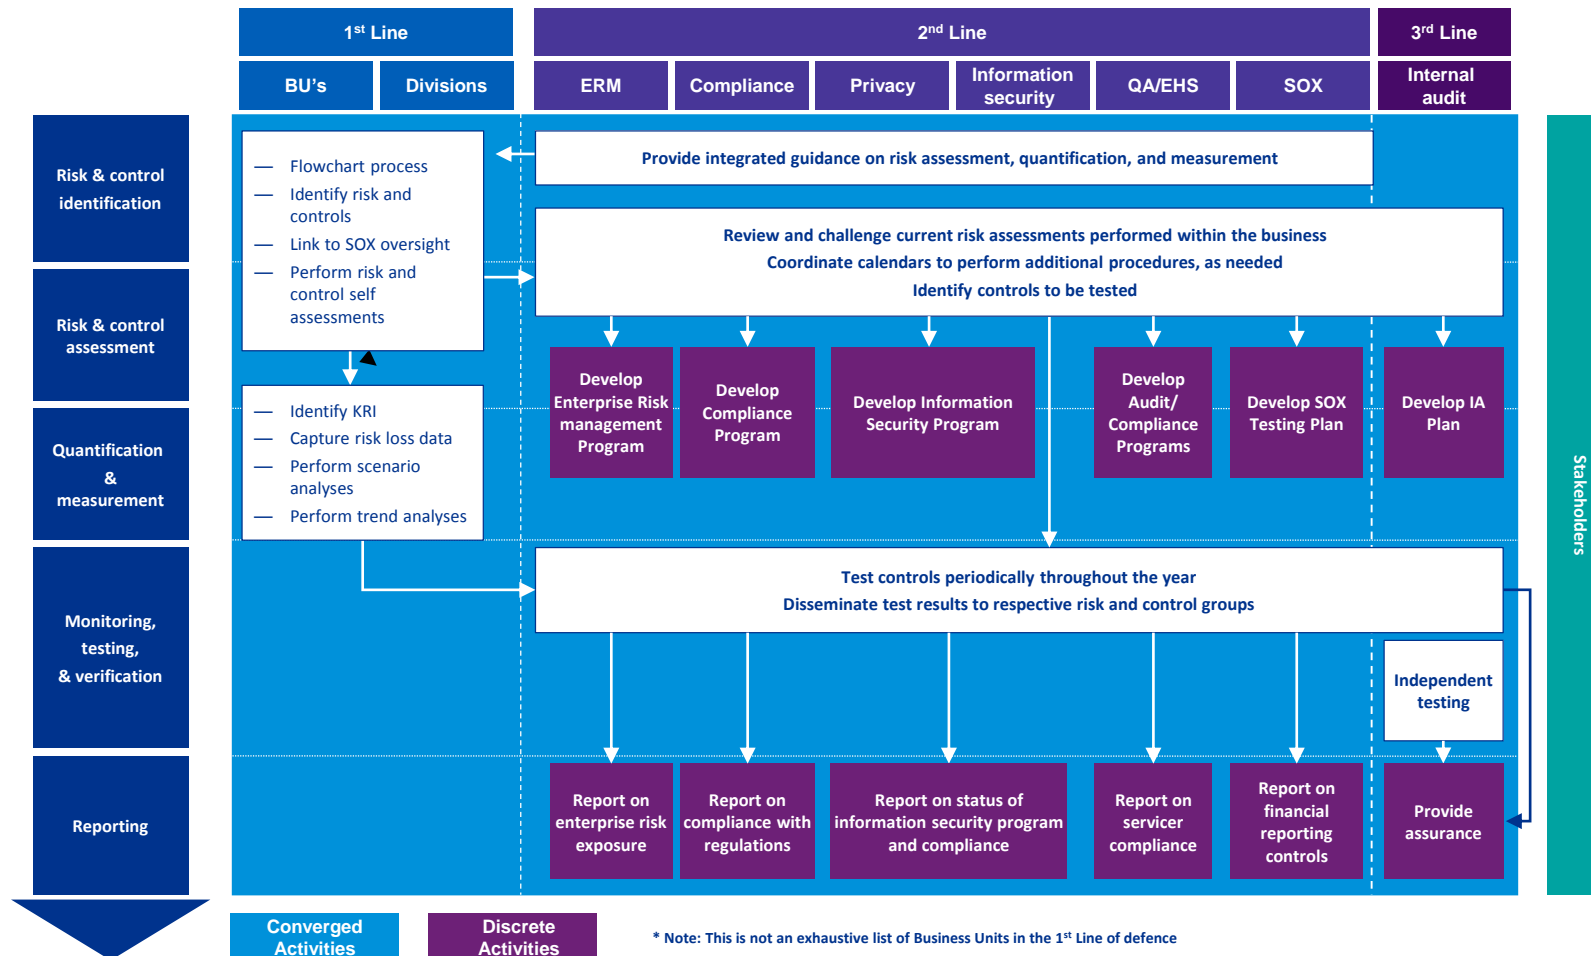 1st Line
2nd Line
3rd Line
BU's
Divisions
ERM
Compliance
Privacy
Information
security
QA/EHS
SOX
Internal
audit
Risk & control
identification
Risk & control
assessment
Quantification
&
measurement
Monitoring,
testing,
& verification
Reporting
— Flowchart process
— Identify risk and
controls
— Link to SOX oversight
— Perform risk and
control self
assessments
Provide integrated guidance on risk assessment, quantification, and measurement
Review and challenge current risk assessments performed within the business
Coordinate calendars to perform additional procedures, as needed
Identify controls to be tested
— Identify KRI
— Capture risk loss data
— Perform scenario
analyses
— Perform trend analyses
Develop
Enterprise Risk
management
Program
Develop
Compliance
Program
Develop Information
Security Program
Develop
Audit/
Compliance
Programs
Develop SOX
Testing Plan
Develop IA
Plan
Test controls periodically throughout the year
Disseminate test results to respective risk and control groups
Independent
testing
Report on
enterprise risk
exposure
Report on
compliance with
regulations
Report on status of
information security program
and compliance
Report on
servicer
compliance
Report on
financial
reporting
controls
Provide
assurance
Stakeholders
Converged
Activities
Discrete
Activities
* Note: This is not an exhaustive list of Business Units in the 1st Line of defence